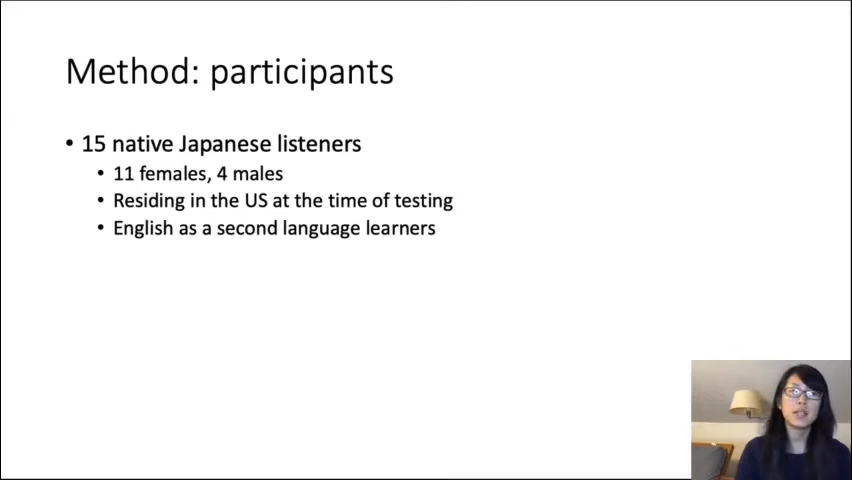 Method: participants
• 15 native Japanese listeners
• 11 females, 4 males
• Residing in the US at the time of testing
• English as a second language learners